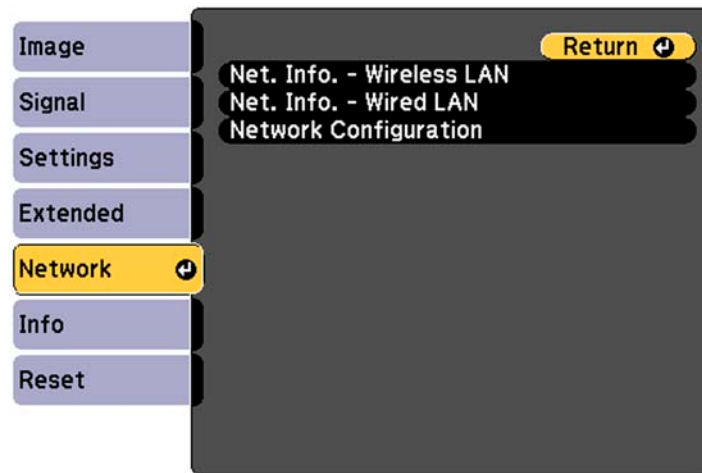 Image
Signal
Settings
Extended
Network
Info
Reset
Return
Net. Info. - Wireless LAN
Net. Info. - Wired LAN
Network Configuration